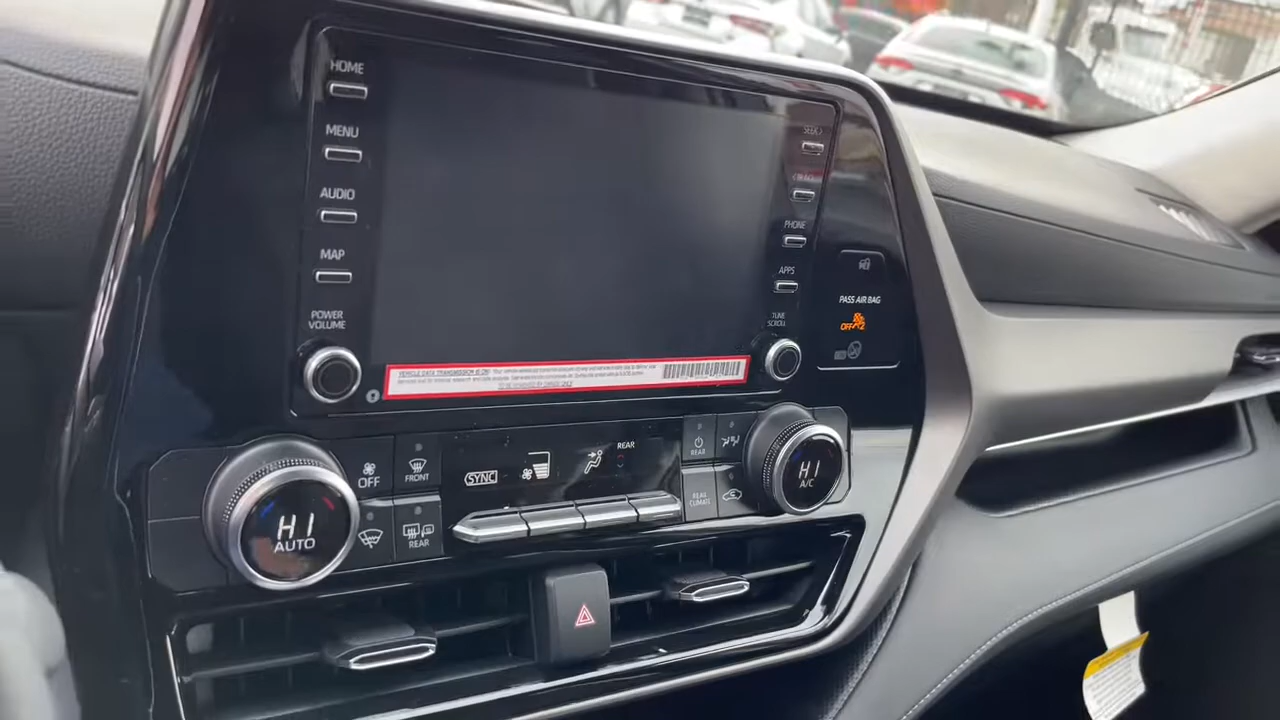 HOME
MENU
AUDIO
MAP
POWER
VOLUME
PHONE
APPS
TUNE
SCROLL
PASS AIR BAG
OFF
VEHICLE DATA TRANSMISSION IS ON!
HI
AUTO
OFF
FRONT
REAR
SYNC
REAR
REAR
REAR
CLIMATE
HI
A/C